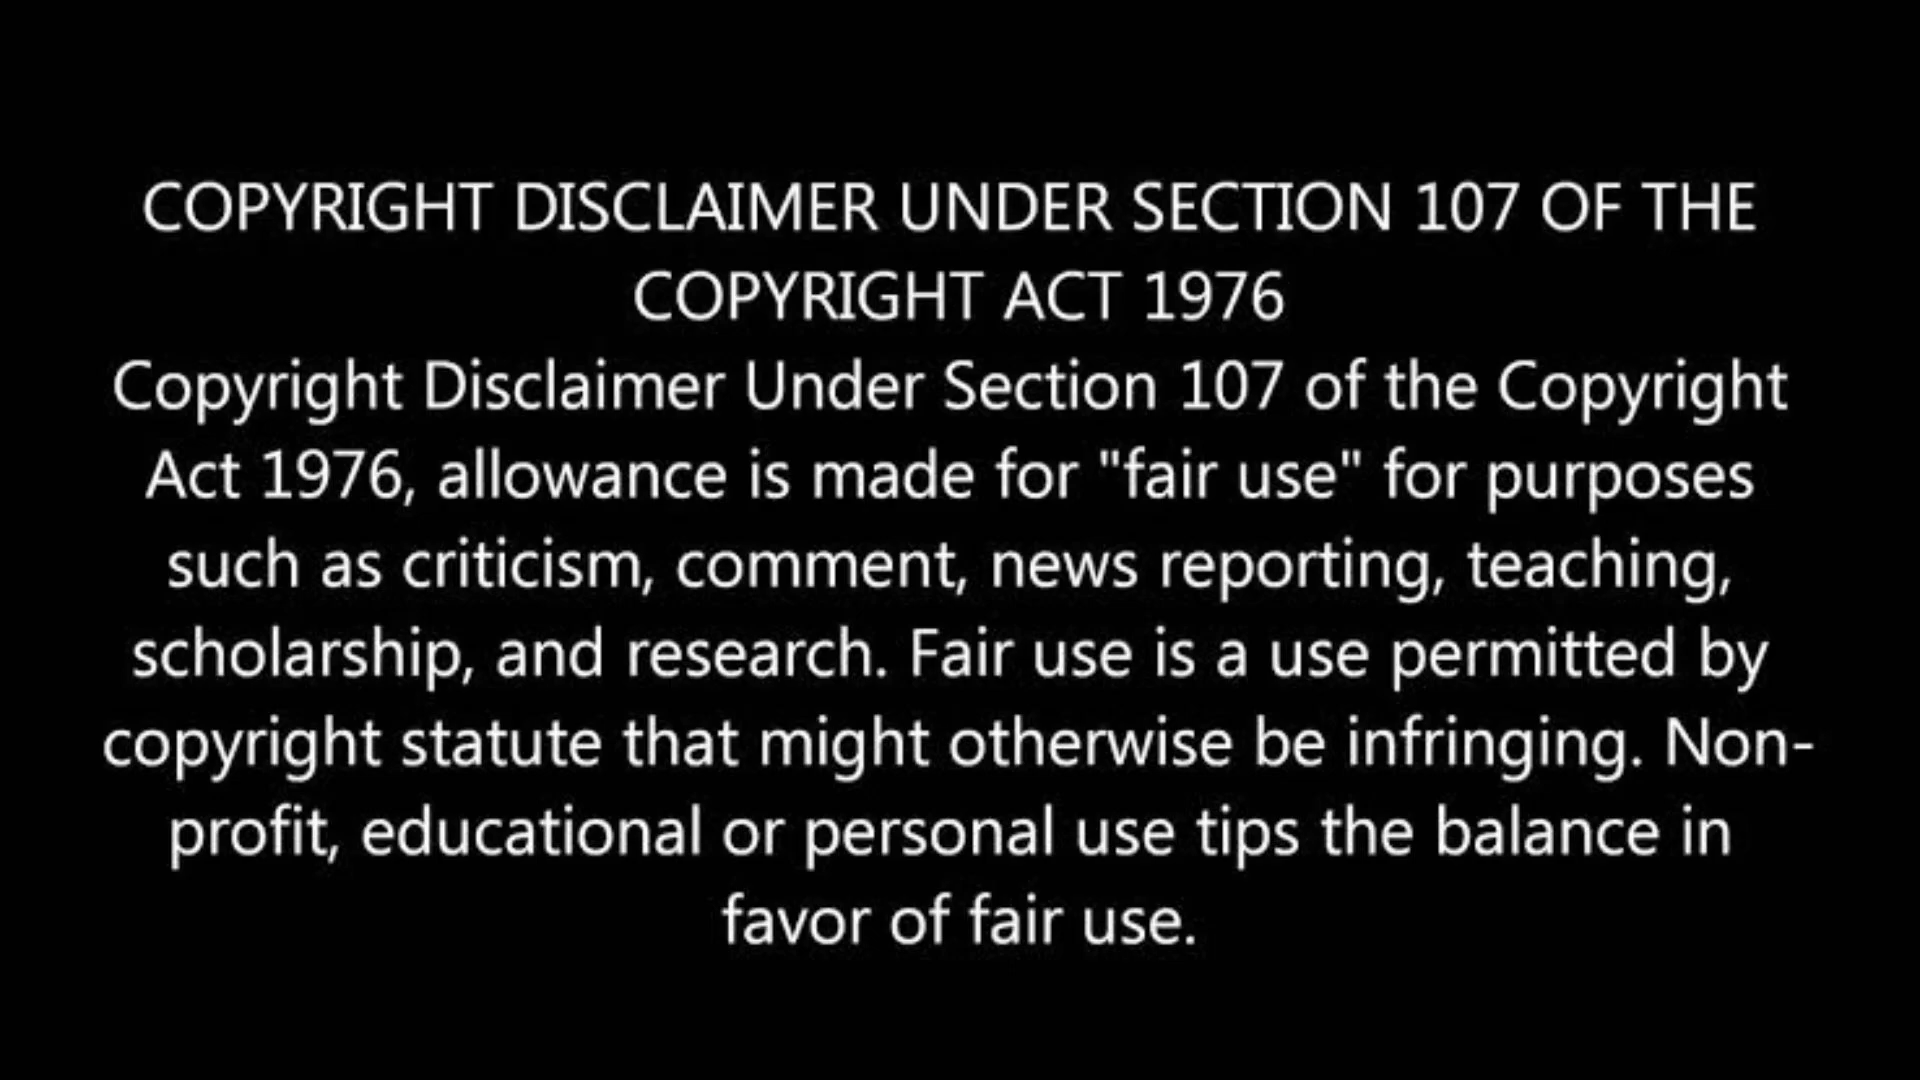 COPYRIGHT DISCLAIMER UNDER SECTION 107 OF THE
COPYRIGHT ACT 1976
Copyright Disclaimer Under Section 107 of the Copyright
Act 1976, allowance is made for "fair use" for purposes
such as criticism, comment, news reporting, teaching,
scholarship, and research. Fair use is a use permitted by
copyright statute that might otherwise be infringing. Non-
profit, educational or personal use tips the balance in
favor of fair use.